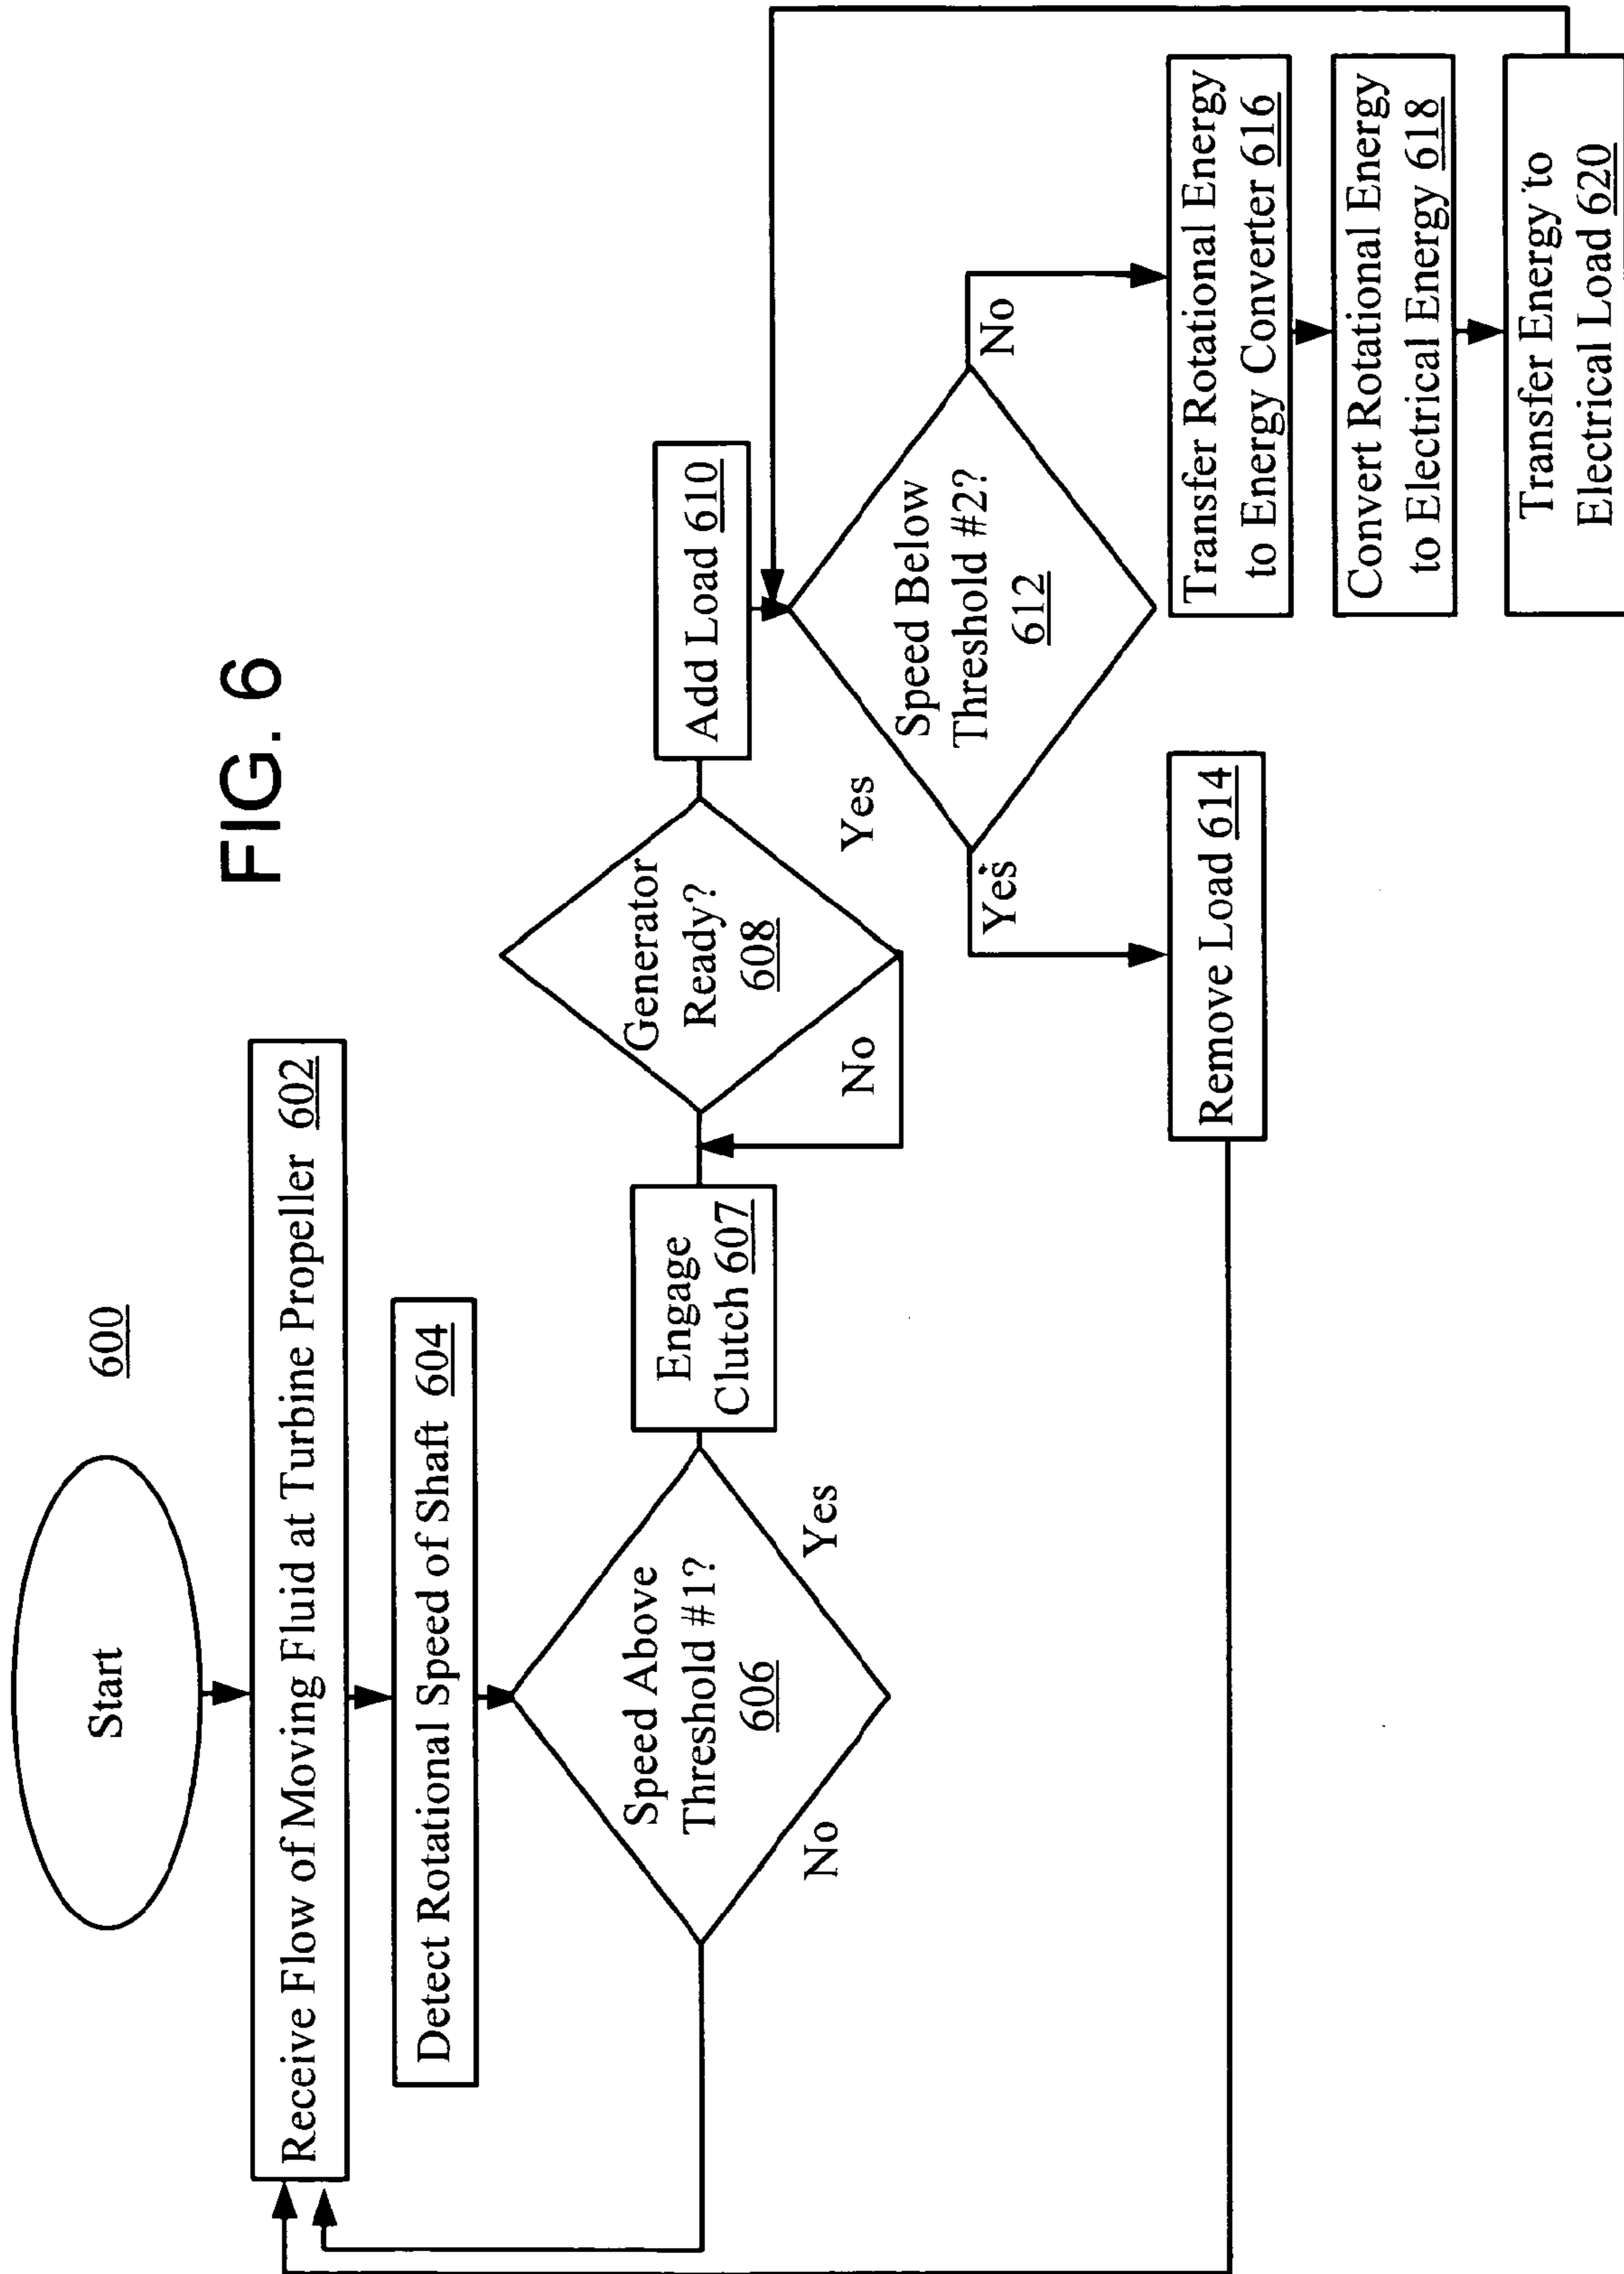 FIG. 6
600
Start
Receive Flow of Moving Fluid at Turbine Propeller 602
Detect Rotational Speed of Shaft 604
Speed Above
Threshold #1?
606
No
Yes
Engage
Clutch 607
Generator
Ready?
608
No
Yes
Add Load 610
Speed Below
Threshold #2?
612
Yes
No
Remove Load 614
Transfer Rotational Energy
to Energy Converter 616
Convert Rotational Energy
to Electrical Energy 618
Transfer Energy to
Electrical Load 620